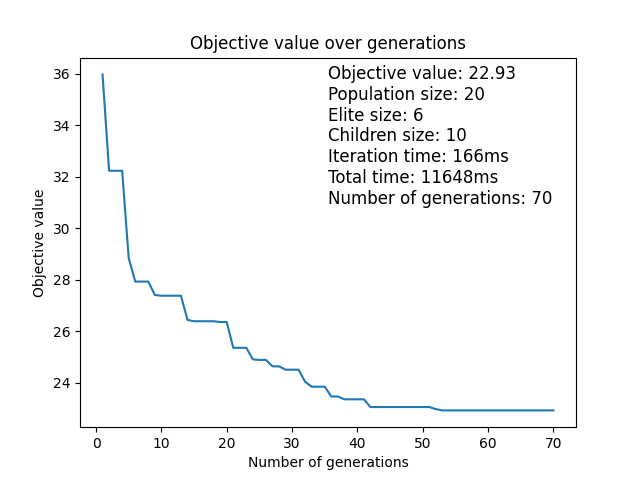 Objective value over generations
Objective value: 22.93
Population size: 20
Elite size: 6
Children size: 10
Iteration time: 166ms
Total time: 11648ms
Number of generations: 70
Objective value
36
34
32
30
28
26
24
0 10 20 30 40 50 60 70
Number of generations